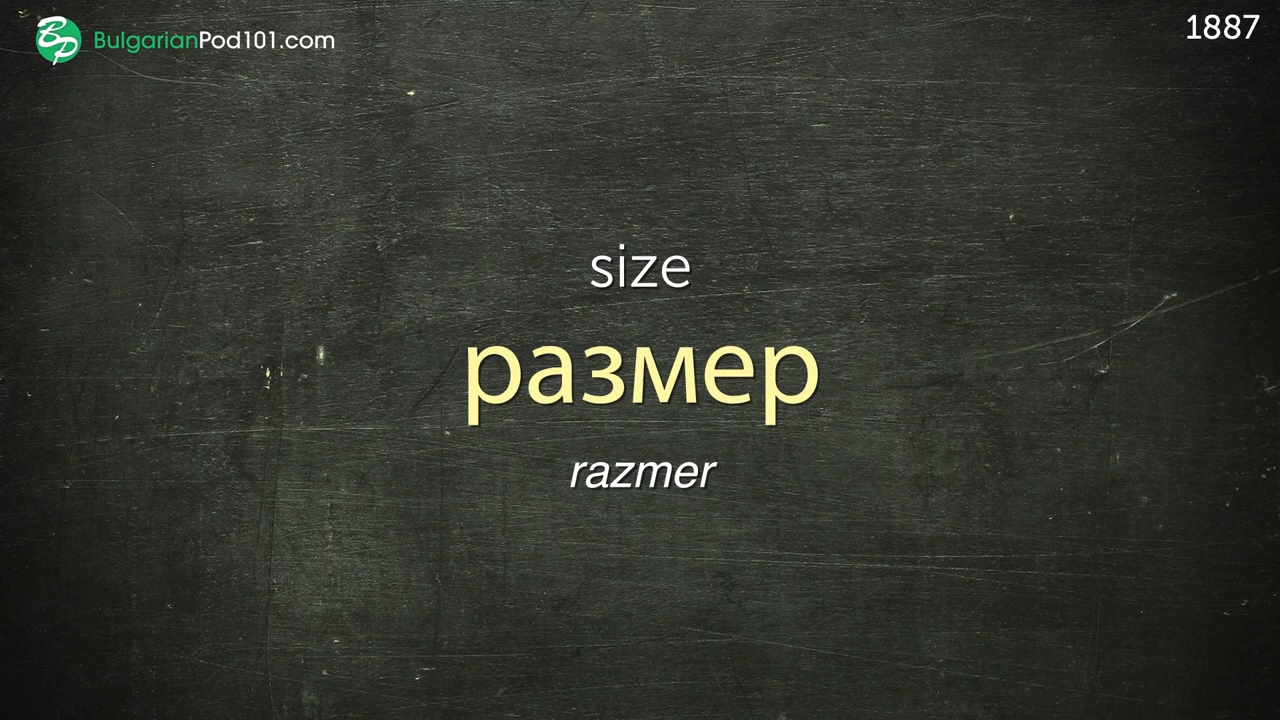 BulgarianPod101.com
1887
size
размер
razmer